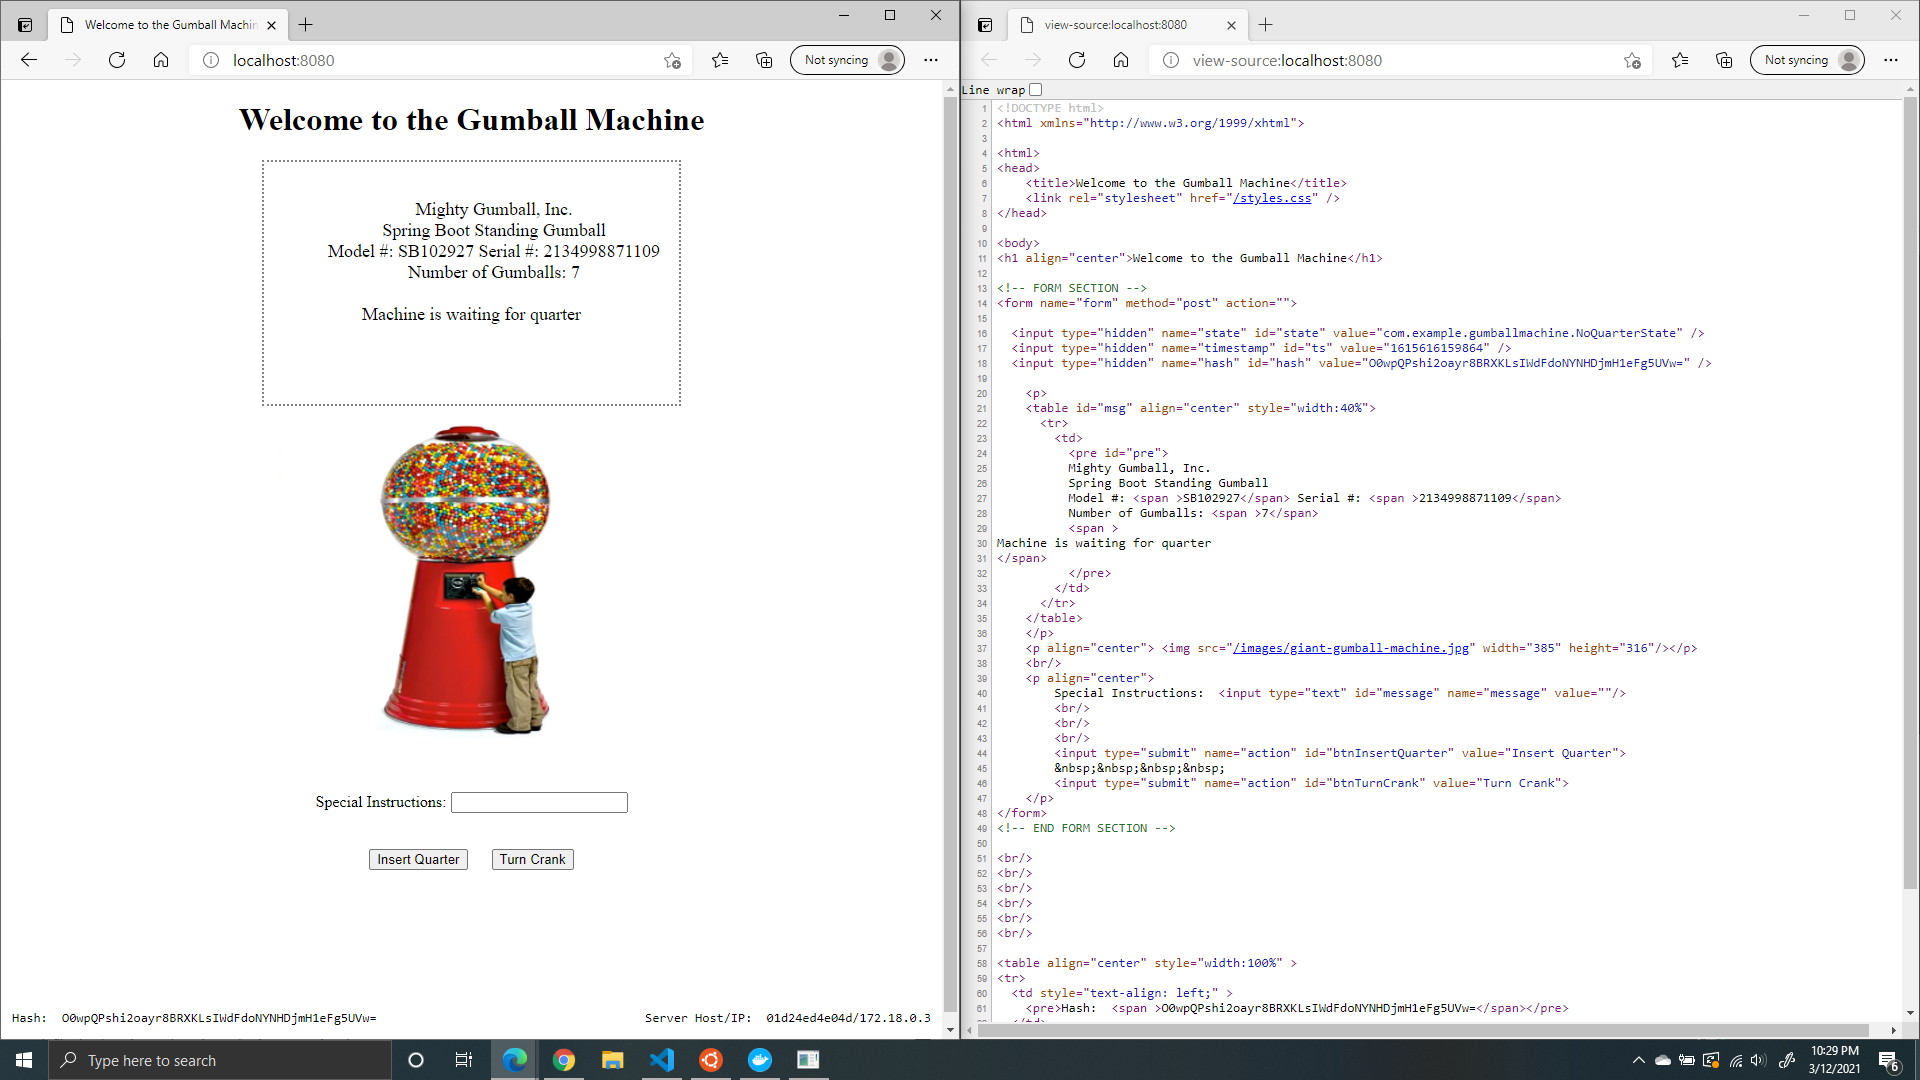 Welcome to the Gumball Machin
localhost:8080
Not syncing
Welcome to the Gumball Machine
Mighty Gumball, Inc.
Spring Boot Standing Gumball
Model #: SB102927 Serial #: 2134998871109
Number of Gumballs: 7
Machine is waiting for quarter
Special Instructions:
Insert Quarter
Turn Crank
Hash: O0wpQPshi2oayr8BRXKLsIWdFdoNYNHDjmH1eFg5UVw=
Server Host/IP: 01d24ed4e04d/172.18.0.3
view-source:localhost:8080
view-source:localhost:8080
Not syncing
Line wrap
1 <!DOCTYPE html>
2 <html xmlns="http://www.w3.org/1999/xhtml">
3
4 <html>
5 <head>
6 <title>Welcome to the Gumball Machine</title>
7 <link rel="stylesheet" href="/styles.css" />
8 </head>
9
10 <body>
11 <h1 align="center">Welcome to the Gumball Machine</h1>
12
13 <!-- FORM SECTION -->
14 <form name="form" method="post" action="">
15
16 <input type="hidden" name="state" id="state" value="com.example.gumballmachine.NoQuarterState" />
17 <input type="hidden" name="timestamp" id="ts" value="1615616159864" />
18 <input type="hidden" name="hash" id="hash" value="O0wpQPshi2oayr8BRXKLsIWdFdoNYNHDjmH1eFg5UVw=" />
19
20 <p>
21 <table id="msg" align="center" style="width:40%">
22 <tr>
23 <td>
24 <pre id="pre">
25 Mighty Gumball, Inc.
26 Spring Boot Standing Gumball
27 Model #: <span >SB102927</span> Serial #: <span >2134998871109</span>
28 Number of Gumballs: <span >7</span>
29 <span >
30 Machine is waiting for quarter
31 </span>
32 </pre>
33 </td>
34 </tr>
35 </table>
36 </p>
37 <p align="center"> <img src="/images/giant-gumball-machine.jpg" width="385" height="316"/></p>
38 <br/>
39 <p align="center">
40 Special Instructions: <input type="text" id="message" name="message" value=""/>
41 <br/>
42 <br/>
43 <br/>
44 <input type="submit" name="action" id="btnInsertQuarter" value="Insert Quarter">
45 &nbsp;&nbsp;&nbsp;&nbsp;
46 <input type="submit" name="action" id="btnTurnCrank" value="Turn Crank">
47 </p>
48 </form>
49 <!-- END FORM SECTION -->
50
51 <br/>
52 <br/>
53 <br/>
54 <br/>
55 <br/>
56 <br/>
57
58 <table align="center" style="width:100%" >
59 <tr>
60 <td style="text-align: left;" >
61 <pre>Hash: <span >O0wpQPshi2oayr8BRXKLsIWdFdoNYNHDjmH1eFg5UVw=</span></pre>
Type here to search
10:29 PM
3/12/2021
6